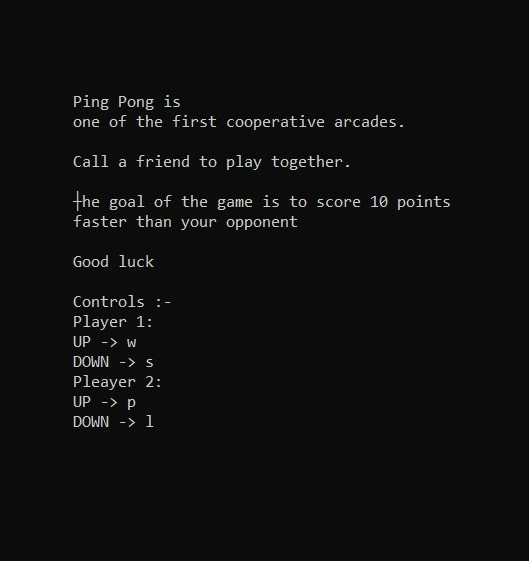 Ping Pong is
one of the first cooperative arcades.
Call a friend to play together.
┼he goal of the game is to score 10 points
faster than your opponent
Good luck
Controls :-
Player 1:
UP -> w
DOWN -> s
Pleayer 2:
UP -> p
DOWN -> l